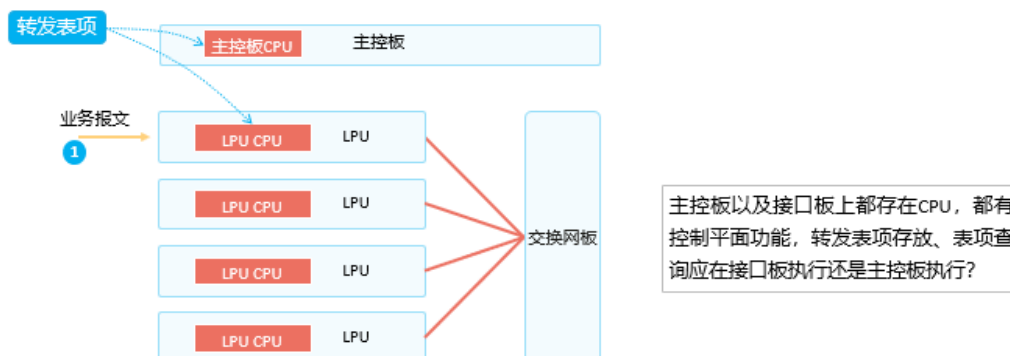 转发表项
主控板CPU
主控板
业务报文
1
LPU CPU
LPU
LPU CPU
LPU
LPU CPU
LPU
LPU CPU
LPU
交换网板
主控板以及接口板上都存在CPU，都有
控制平面功能，转发表项存放、表项查
询应在接口板执行还是主控板执行？